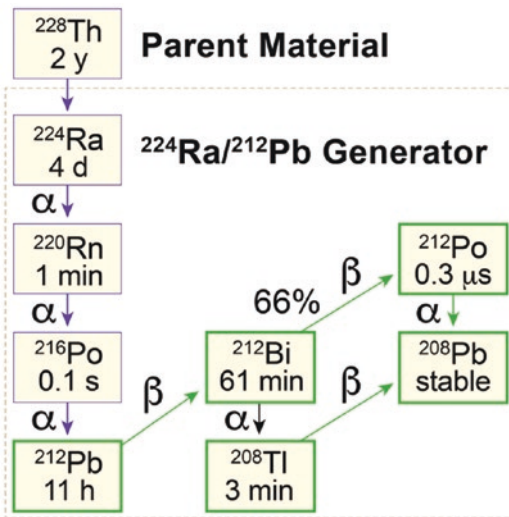 ²²⁸Th
2 y
Parent Material
²²⁴Ra
4 d
²²⁴Ra/²¹²Pb Generator
α
²²⁰Rn
1 min
α
²¹⁶Po
0.1 s
α
²¹²Pb
11 h
β
²¹²Bi
61 min
66%
β
²¹²Po
0.3 μs
α
α
²⁰⁸Tl
3 min
β
²⁰⁸Pb
stable